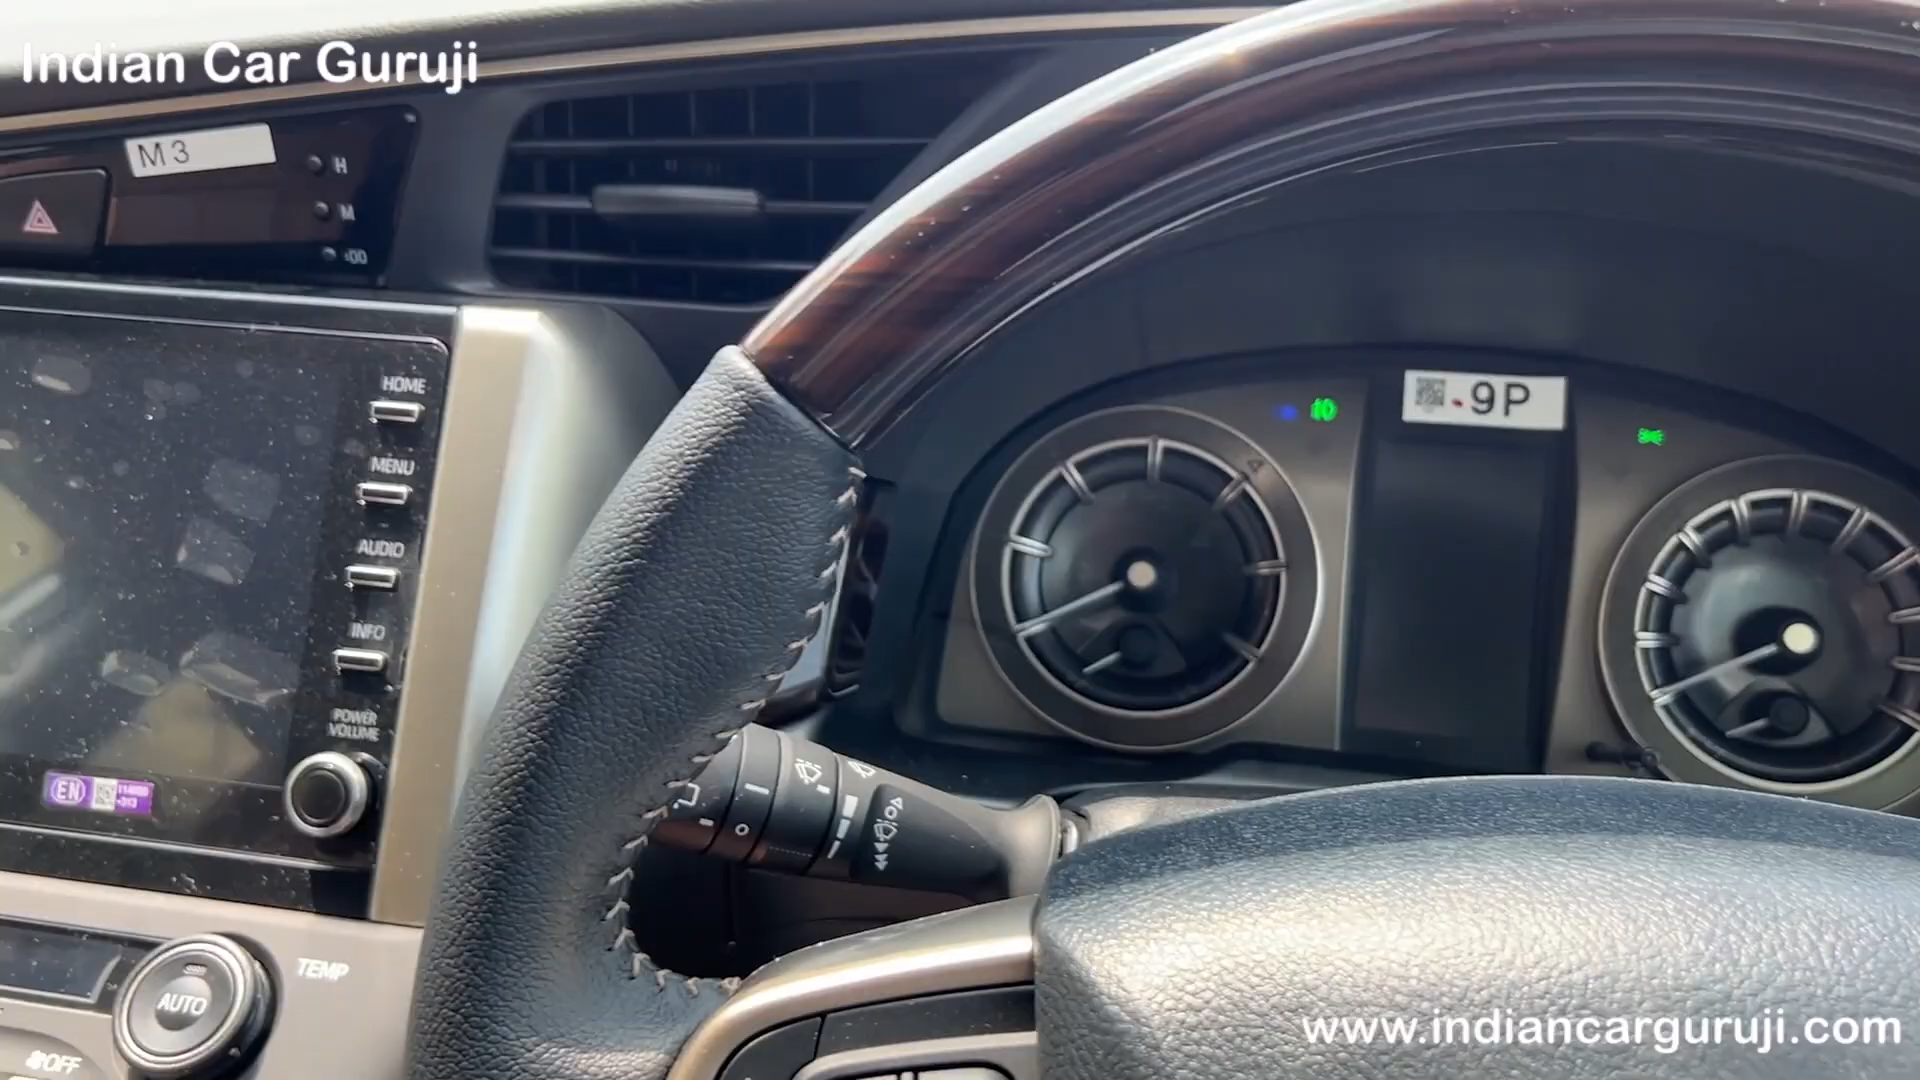 Indian Car Guruji
M3
H
M
:00
-9P
HOME
MENU
AUDIO
INFO
POWER
VOLUME
EN
AUTO
TEMP
OFF
www.indiancarguruji.com